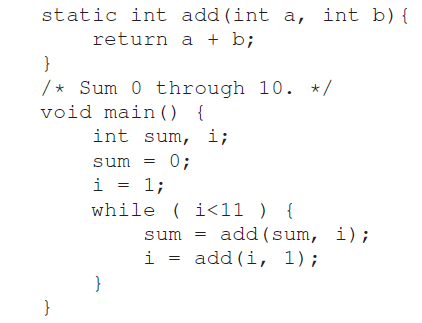 static int add(int a, int b){
    return a + b;
}
/* Sum 0 through 10. */
void main() {
    int sum, i;
    sum = 0;
    i = 1;
    while ( i<11 ) {
        sum = add(sum, i);
        i = add(i, 1);
    }
}